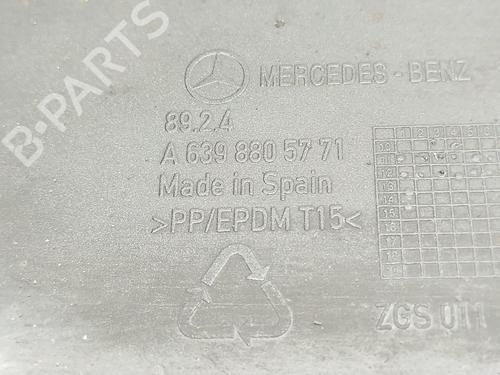 B-PARTS
MERCEDES-BENZ
89.2.4
A 639 880 57 71
Made in Spain
>PP/EPDM T15<
ZGS 011